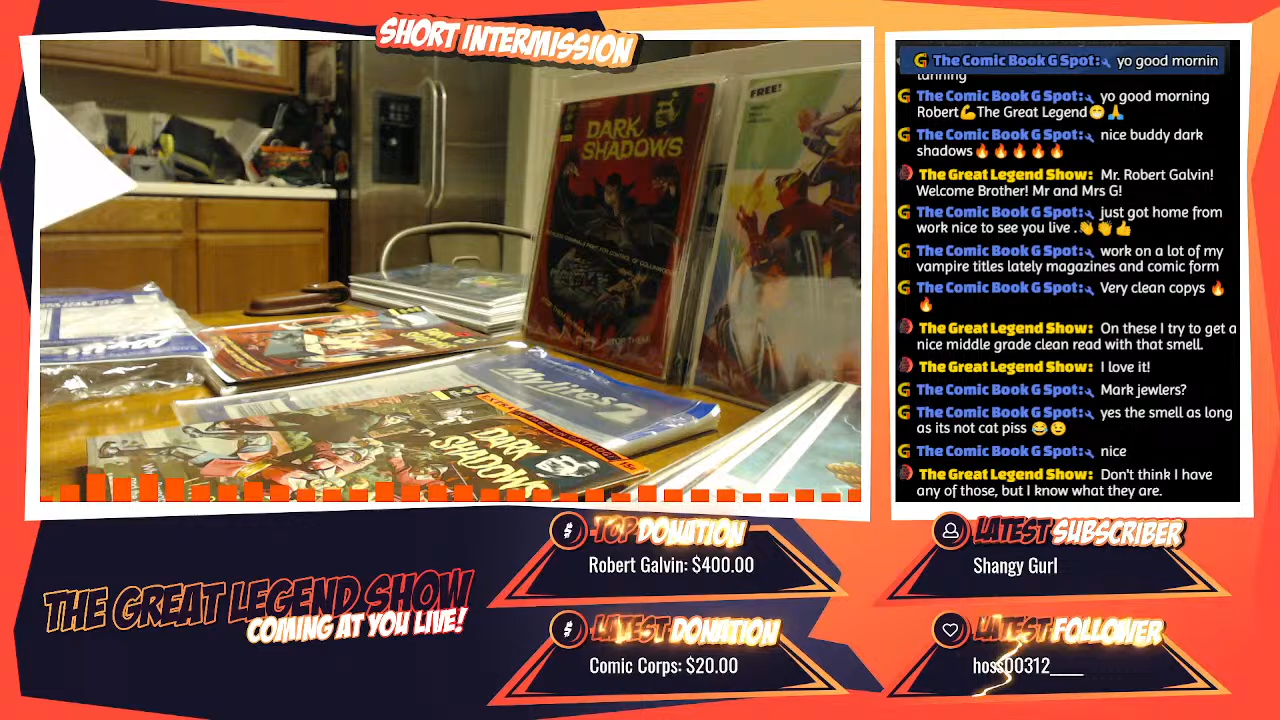 SHORT INTERMISSION
DARK
SHADOWS
FREE!
DARK
Mylites2
EXTRA
DARK
SHADOWS
15¢
The Comic Book G Spot: yo good mornin
tanning
The Comic Book G Spot: yo good morning
Robert💪The Great Legend😁🙏
The Comic Book G Spot: nice buddy dark
shadows🔥🔥🔥🔥🔥
The Great Legend Show: Mr. Robert Galvin!
Welcome Brother! Mr and Mrs G!
The Comic Book G Spot: just got home from
work nice to see you live .👋👏👍
The Comic Book G Spot: work on a lot of my
vampire titles lately magazines and comic form
The Comic Book G Spot: Very clean copys 🔥
🔥
The Great Legend Show: On these I try to get a
nice middle grade clean read with that smell.
The Great Legend Show: I love it!
The Comic Book G Spot: Mark jewlers?
The Comic Book G Spot: yes the smell as long
as its not cat piss 😂😉
The Comic Book G Spot: nice
The Great Legend Show: Don't think I have
any of those, but I know what they are.
THE GREAT LEGEND SHOW
COMING AT YOU LIVE!
TOP DONATION
Robert Galvin: $400.00
LATEST DONATION
Comic Corps: $20.00
LATEST SUBSCRIBER
Shangy Gurl
LATEST FOLLOWER
hoss00312____